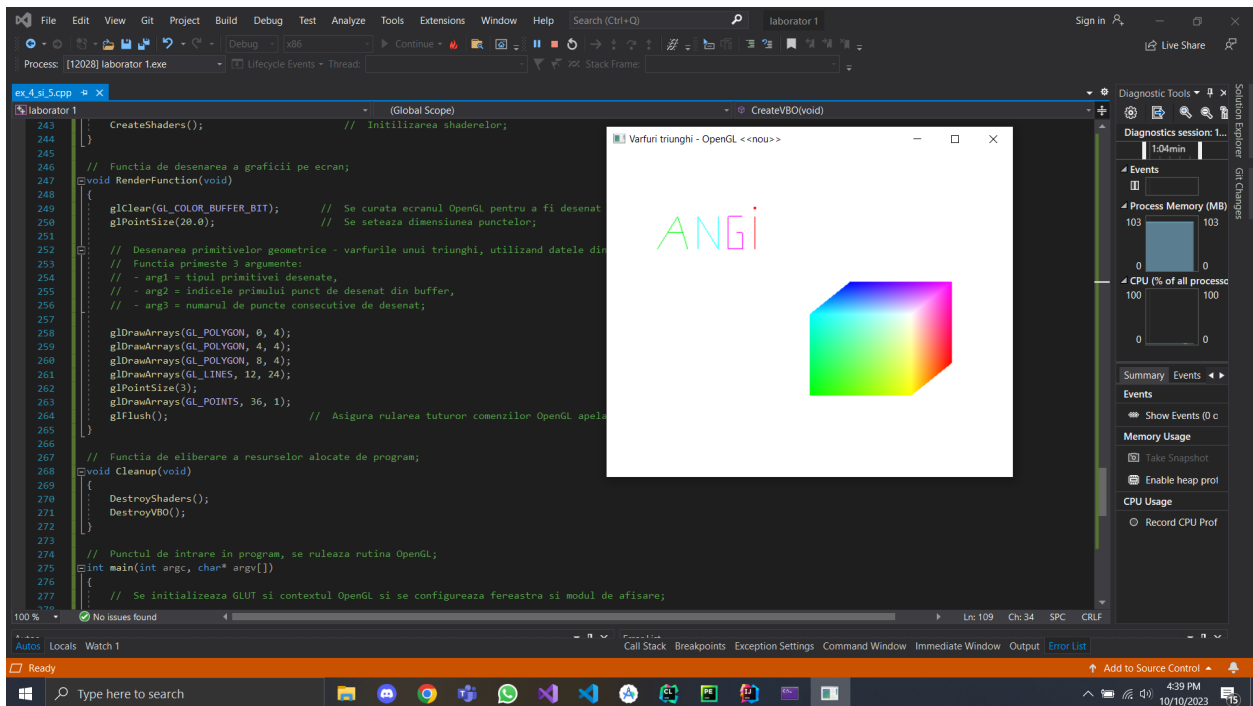 File Edit View Git Project Build Debug Test Analyze Tools Extensions Window Help Search (Ctrl+Q) laborator 1 Sign in
Debug x86 Continue Live Share
Process: [12028] laborator 1.exe Lifecycle Events Thread: Stack Frame:
ex_4_si_5.cpp
laborator 1 (Global Scope) CreateVBO(void)
243 CreateShaders(); // Initilizarea shaderelor;
244 }
245
246 // Functia de desenarea a graficii pe ecran;
247 void RenderFunction(void)
248 {
249 glClear(GL_COLOR_BUFFER_BIT); // Se curata ecranul OpenGL pentru a fi desenat
250 glPointSize(20.0); // Se seteaza dimensiunea punctelor;
251
252 // Desenarea primitivelor geometrice - varfurile unui triunghi, utilizand datele din
253 // Functia primeste 3 argumente:
254 // - arg1 = tipul primitivei desenate,
255 // - arg2 = indicele primului punct de desenat din buffer,
256 // - arg3 = numarul de puncte consecutive de desenat;
257
258 glDrawArrays(GL_POLYGON, 0, 4);
259 glDrawArrays(GL_POLYGON, 4, 4);
260 glDrawArrays(GL_POLYGON, 8, 4);
261 glDrawArrays(GL_LINES, 12, 24);
262 glPointSize(3);
263 glDrawArrays(GL_POINTS, 36, 1);
264 glFlush(); // Asigura rularea tuturor comenzilor OpenGL apela
265 }
266
267 // Functia de eliberare a resurselor alocate de program;
268 void Cleanup(void)
269 {
270 DestroyShaders();
271 DestroyVBO();
272 }
273
274 // Punctul de intrare in program, se ruleaza rutina OpenGL;
275 int main(int argc, char* argv[])
276 {
277 // Se initializeaza GLUT si contextul OpenGL si se configureaza fereastra si modul de afisare;
Varfuri triunghi - OpenGL <<nou>>
ANGi
Diagnostic Tools
Diagnostics session: 1...
1:04min
Events
Process Memory (MB)
103 103
0 0
CPU (% of all processo
100 100
0 0
Summary Events
Events
Show Events (0 o
Memory Usage
Take Snapshot
Enable heap prof
CPU Usage
Record CPU Prof
Solution Explorer
Git Changes
100 % No issues found Ln: 109 Ch: 34 SPC CRLF
Autos Locals Watch 1 Call Stack Breakpoints Exception Settings Command Window Immediate Window Output Error List
Ready Add to Source Control
Type here to search 4:39 PM
10/10/2023 15